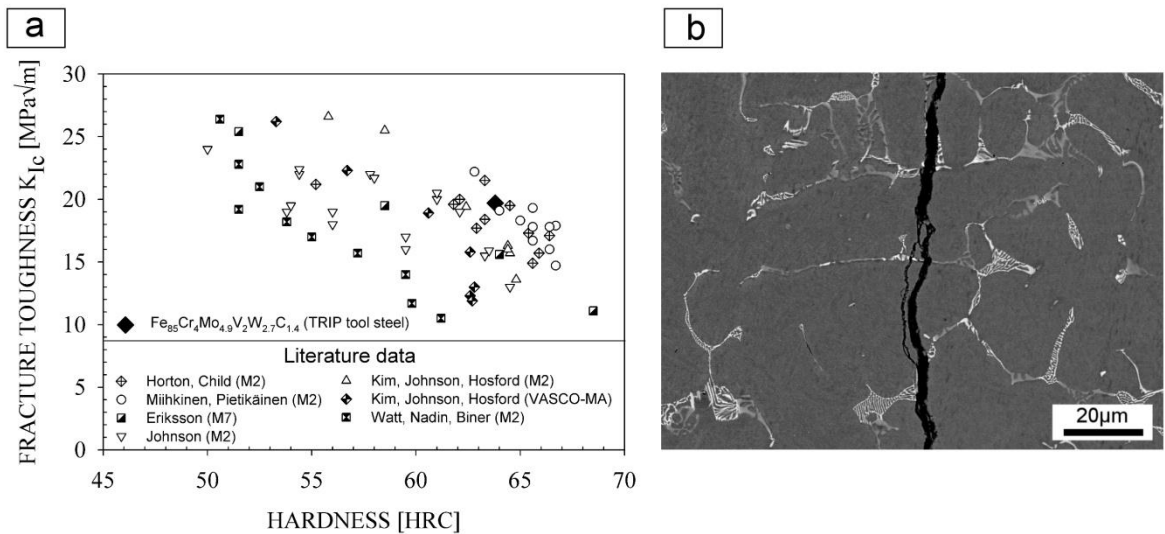 a
b
FRACTURE TOUGHNESS K_Ic [MPa√m]
30
25
20
15
10
5
0
Fe85Cr4Mo4.9V2W2.7C1.4 (TRIP tool steel)
Literature data
Horton, Child (M2)
Miihkinen, Pietikäinen (M2)
Eriksson (M7)
Johnson (M2)
Kim, Johnson, Hosford (M2)
Kim, Johnson, Hosford (VASCO-MA)
Watt, Nadin, Biner (M2)
45 50 55 60 65 70
HARDNESS [HRC]
20µm